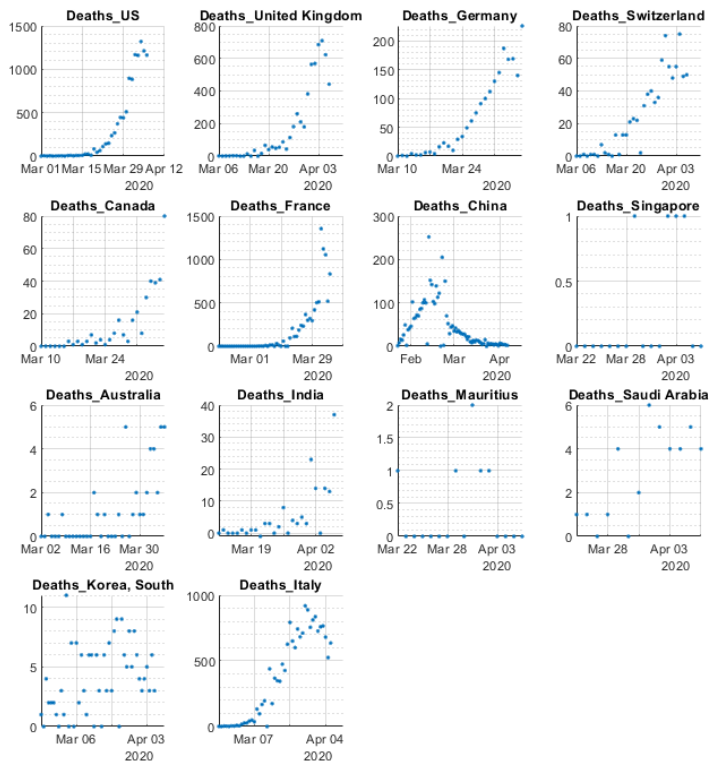 Deaths_US
1500
1000
500
0
Mar 01 Mar 15 Mar 29 Apr 12
2020
Deaths_United Kingdom
800
600
400
200
0
Mar 06 Mar 20 Apr 03
2020
Deaths_Germany
200
150
100
50
0
Mar 10 Mar 24
2020
Deaths_Switzerland
80
60
40
20
0
Mar 06 Mar 20 Apr 03
2020
Deaths_Canada
80
60
40
20
0
Mar 10 Mar 24
2020
Deaths_France
1500
1000
500
0
Mar 01 Mar 29
2020
Deaths_China
300
200
100
0
Feb Mar Apr
2020
Deaths_Singapore
1
0.5
0
Mar 22 Mar 28 Apr 03
2020
Deaths_Australia
6
4
2
0
Mar 02 Mar 16 Mar 30
2020
Deaths_India
40
30
20
10
0
Mar 19 Apr 02
2020
Deaths_Mauritius
2
1.5
1
0.5
0
Mar 22 Mar 28 Apr 03
2020
Deaths_Saudi Arabia
6
4
2
0
Mar 28 Apr 03
2020
Deaths_Korea, South
10
5
0
Mar 06 Apr 03
2020
Deaths_Italy
1000
500
0
Mar 07 Apr 04
2020